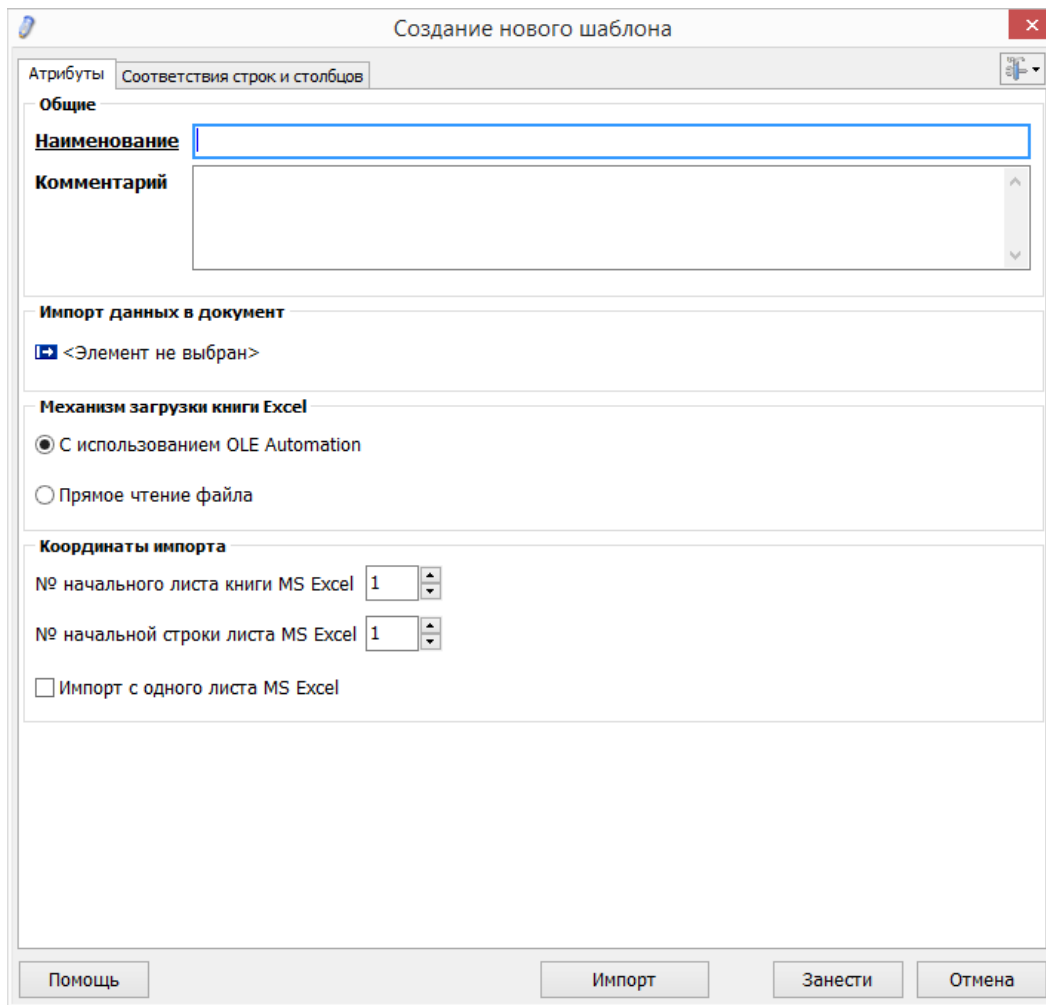 Создание нового шаблона
Атрибуты
Соответствия строк и столбцов
Общие
Наименование
Комментарий
Импорт данных в документ
<Элемент не выбран>
Механизм загрузки книги Excel
С использованием OLE Automation
Прямое чтение файла
Координаты импорта
№ начального листа книги MS Excel 1
№ начальной строки листа MS Excel 1
Импорт с одного листа MS Excel
Помощь Импорт Занести Отмена